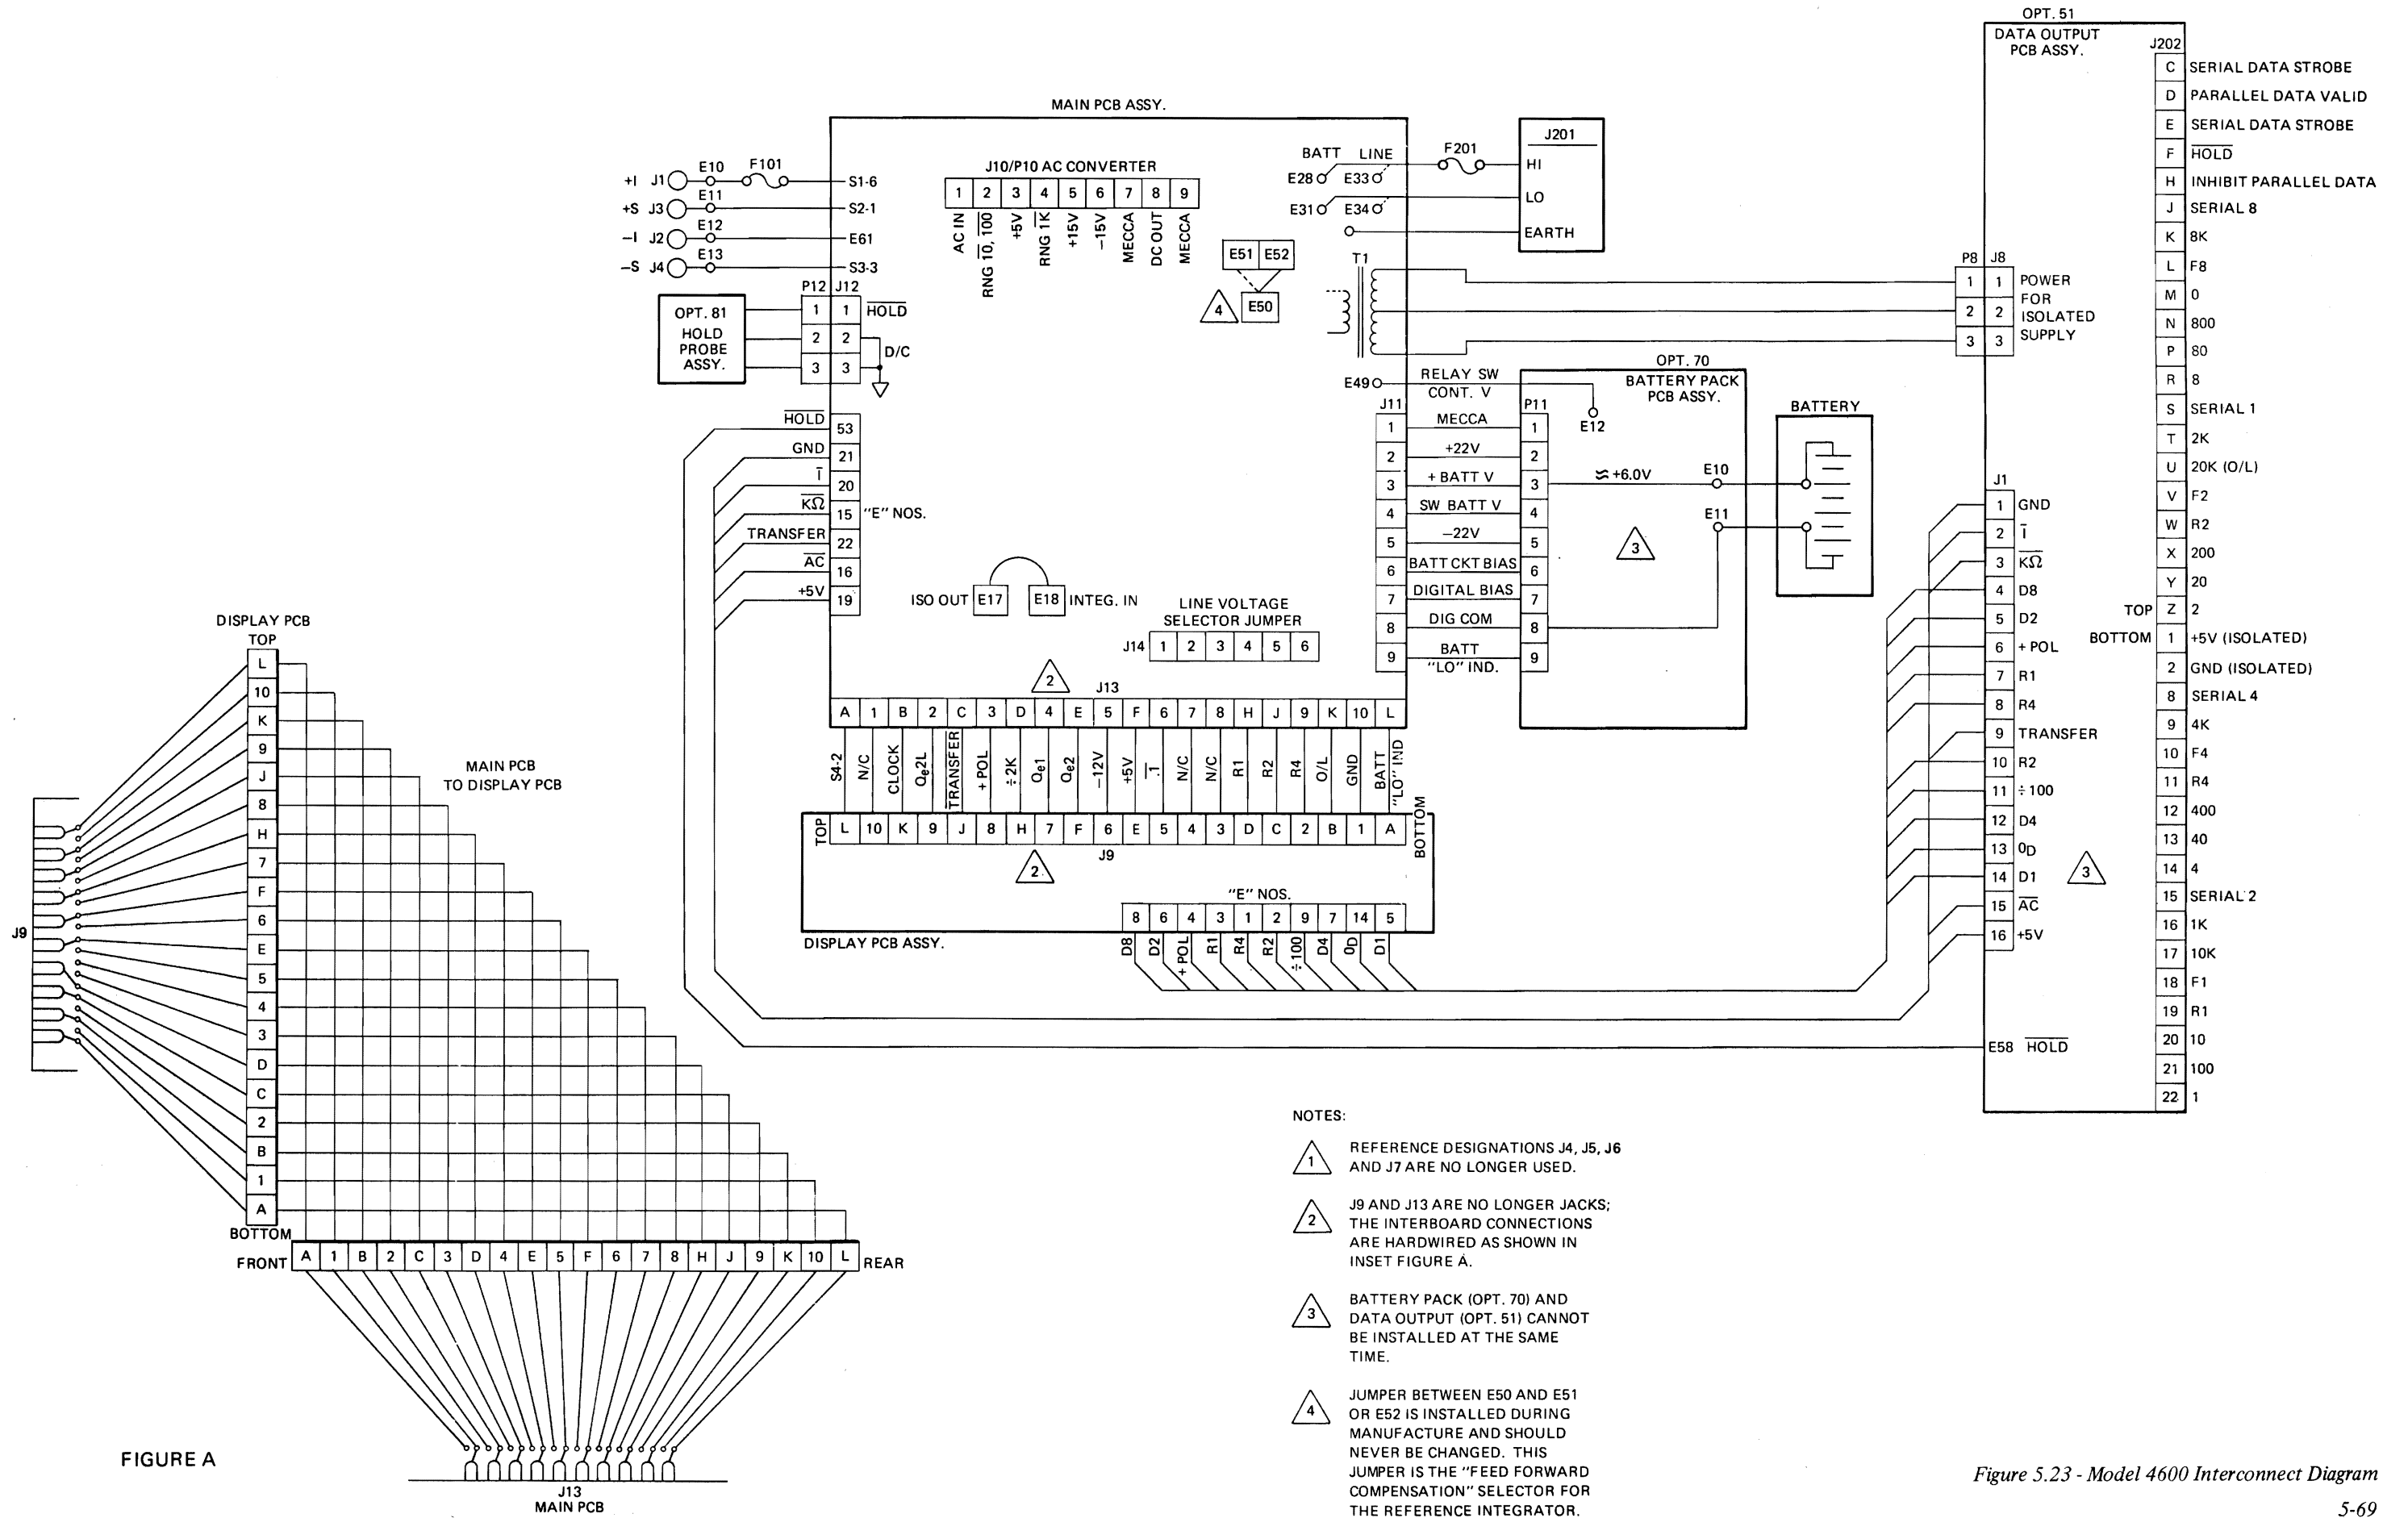 OPT. 51
DATA OUTPUT
PCB ASSY.
J202
C SERIAL DATA STROBE
D PARALLEL DATA VALID
E SERIAL DATA STROBE
F HOLD
H INHIBIT PARALLEL DATA
J SERIAL 8
K 8K
L F8
M 0
N 800
P 80
R 8
S SERIAL 1
T 2K
U 20K (O/L)
V F2
W R2
X 200
Y 20
TOP Z 2
BOTTOM 1 +5V (ISOLATED)
2 GND (ISOLATED)
8 SERIAL 4
9 4K
10 F4
11 R4
12 400
13 40
14 4
15 SERIAL 2
16 1K
17 10K
18 F1
19 R1
20 10
21 100
22 1
P8 J8
1 1 POWER
FOR
2 2 ISOLATED
3 3 SUPPLY
J1
1 GND
2 I
3 KΩ
4 D8
5 D2
6 + POL
7 R1
8 R4
9 TRANSFER
10 R2
11 ÷100
12 D4
13 0D
14 D1
15 AC
16 +5V
3
E58 HOLD
MAIN PCB ASSY.
+I J1 E10 F101 S1-6
+S J3 E11 S2-1
−I J2 E12 E61
−S J4 E13 S3-3
J10/P10 AC CONVERTER
1 2 3 4 5 6 7 8 9
AC IN
RNG 10, 100
+5V
RNG 1K
+15V
−15V
MECCA
DC OUT
MECCA
BATT LINE
E28 E33
E31 E34
F201
J201
HI
LO
EARTH
E51 E52
4 E50
T1
OPT. 81
HOLD
PROBE
ASSY.
P12 J12
1 1 HOLD
2 2
D/C
3 3
HOLD 53
GND 21
I 20
KΩ 15 "E" NOS.
TRANSFER 22
AC 16
+5V 19
ISO OUT E17 E18 INTEG. IN
LINE VOLTAGE
SELECTOR JUMPER
J14 1 2 3 4 5 6
E49 RELAY SW
CONT. V
J11 P11
1 MECCA 1
2 +22V 2
3 + BATT V 3
4 SW BATT V 4
5 −22V 5
6 BATT CKT BIAS 6
7 DIGITAL BIAS 7
8 DIG COM 8
9 BATT
"LO" IND. 9
OPT. 70
BATTERY PACK
PCB ASSY.
E12
≈ +6.0V E10
E11
3
BATTERY
2
J13
A 1 B 2 C 3 D 4 E 5 F 6 7 8 H J 9 K 10 L
S4-2
N/C
CLOCK
Qe2L
TRANSFER
+ POL
÷2K
Qe1
Qe2
−12V
+5V
.1
N/C
N/C
R1
R2
R4
O/L
GND
BATT
"LO" IND
TOP
L 10 K 9 J 8 H 7 F 6 E 5 4 3 D C 2 B 1 A
BOTTOM
J9
2
"E" NOS.
8 6 4 3 1 2 9 7 14 5
DISPLAY PCB ASSY.
D8
D2
+ POL
R1
R4
R2
÷100
D4
0D
D1
DISPLAY PCB
TOP
L
10
K
9
J
8
H
7
F
6
E
5
4
3
D
C
2
B
1
A
BOTTOM
J9
MAIN PCB
TO DISPLAY PCB
FRONT A 1 B 2 C 3 D 4 E 5 F 6 7 8 H J 9 K 10 L REAR
J13
MAIN PCB
FIGURE A
NOTES:
1 REFERENCE DESIGNATIONS J4, J5, J6
AND J7 ARE NO LONGER USED.
2 J9 AND J13 ARE NO LONGER JACKS;
THE INTERBOARD CONNECTIONS
ARE HARDWIRED AS SHOWN IN
INSET FIGURE A.
3 BATTERY PACK (OPT. 70) AND
DATA OUTPUT (OPT. 51) CANNOT
BE INSTALLED AT THE SAME
TIME.
4 JUMPER BETWEEN E50 AND E51
OR E52 IS INSTALLED DURING
MANUFACTURE AND SHOULD
NEVER BE CHANGED. THIS
JUMPER IS THE "FEED FORWARD
COMPENSATION" SELECTOR FOR
THE REFERENCE INTEGRATOR.
Figure 5.23 - Model 4600 Interconnect Diagram
5-69